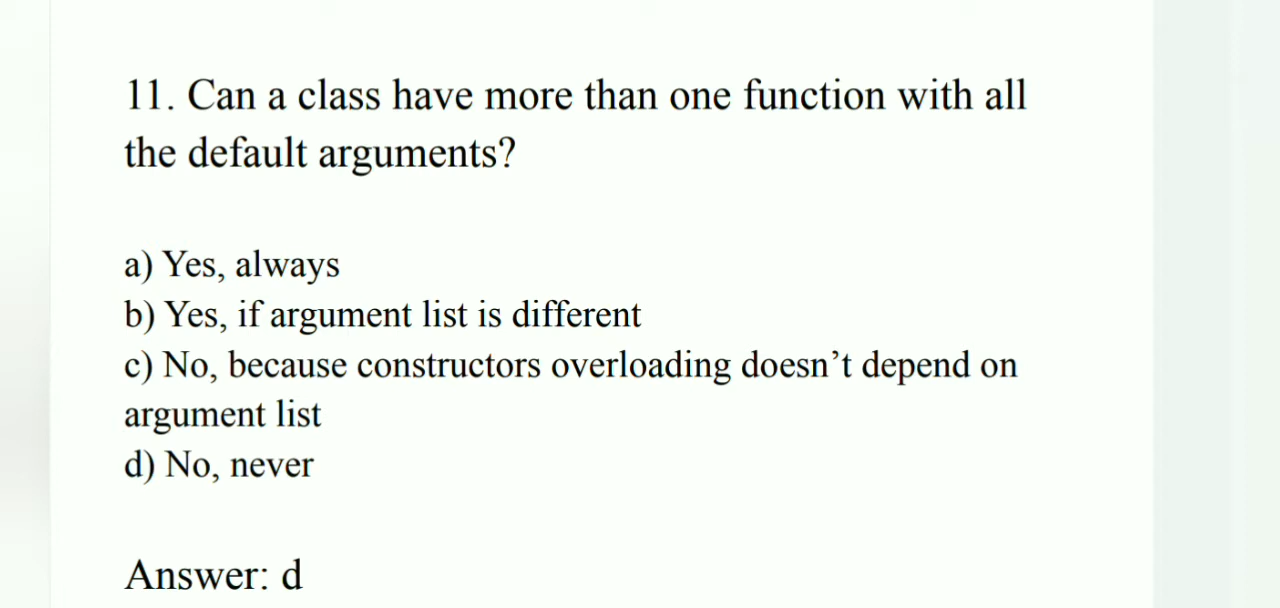 11. Can a class have more than one function with all
the default arguments?
a) Yes, always
b) Yes, if argument list is different
c) No, because constructors overloading doesn’t depend on
argument list
d) No, never
Answer: d